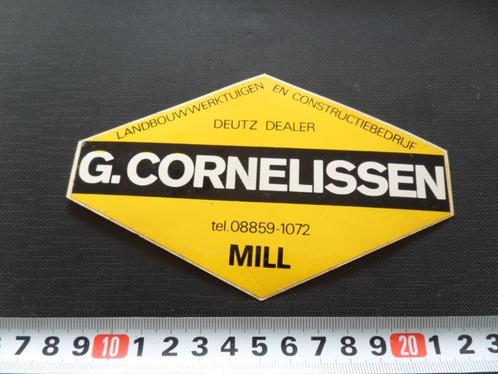 LANDBOUWWERKTUIGEN EN CONSTRUCTIEBEDRIJF
DEUTZ DEALER
G. CORNELISSEN
tel. 08859-1072
MILL
7 8 9 10 1 2 3 4 5 6 7 8 9 20 1 2 3